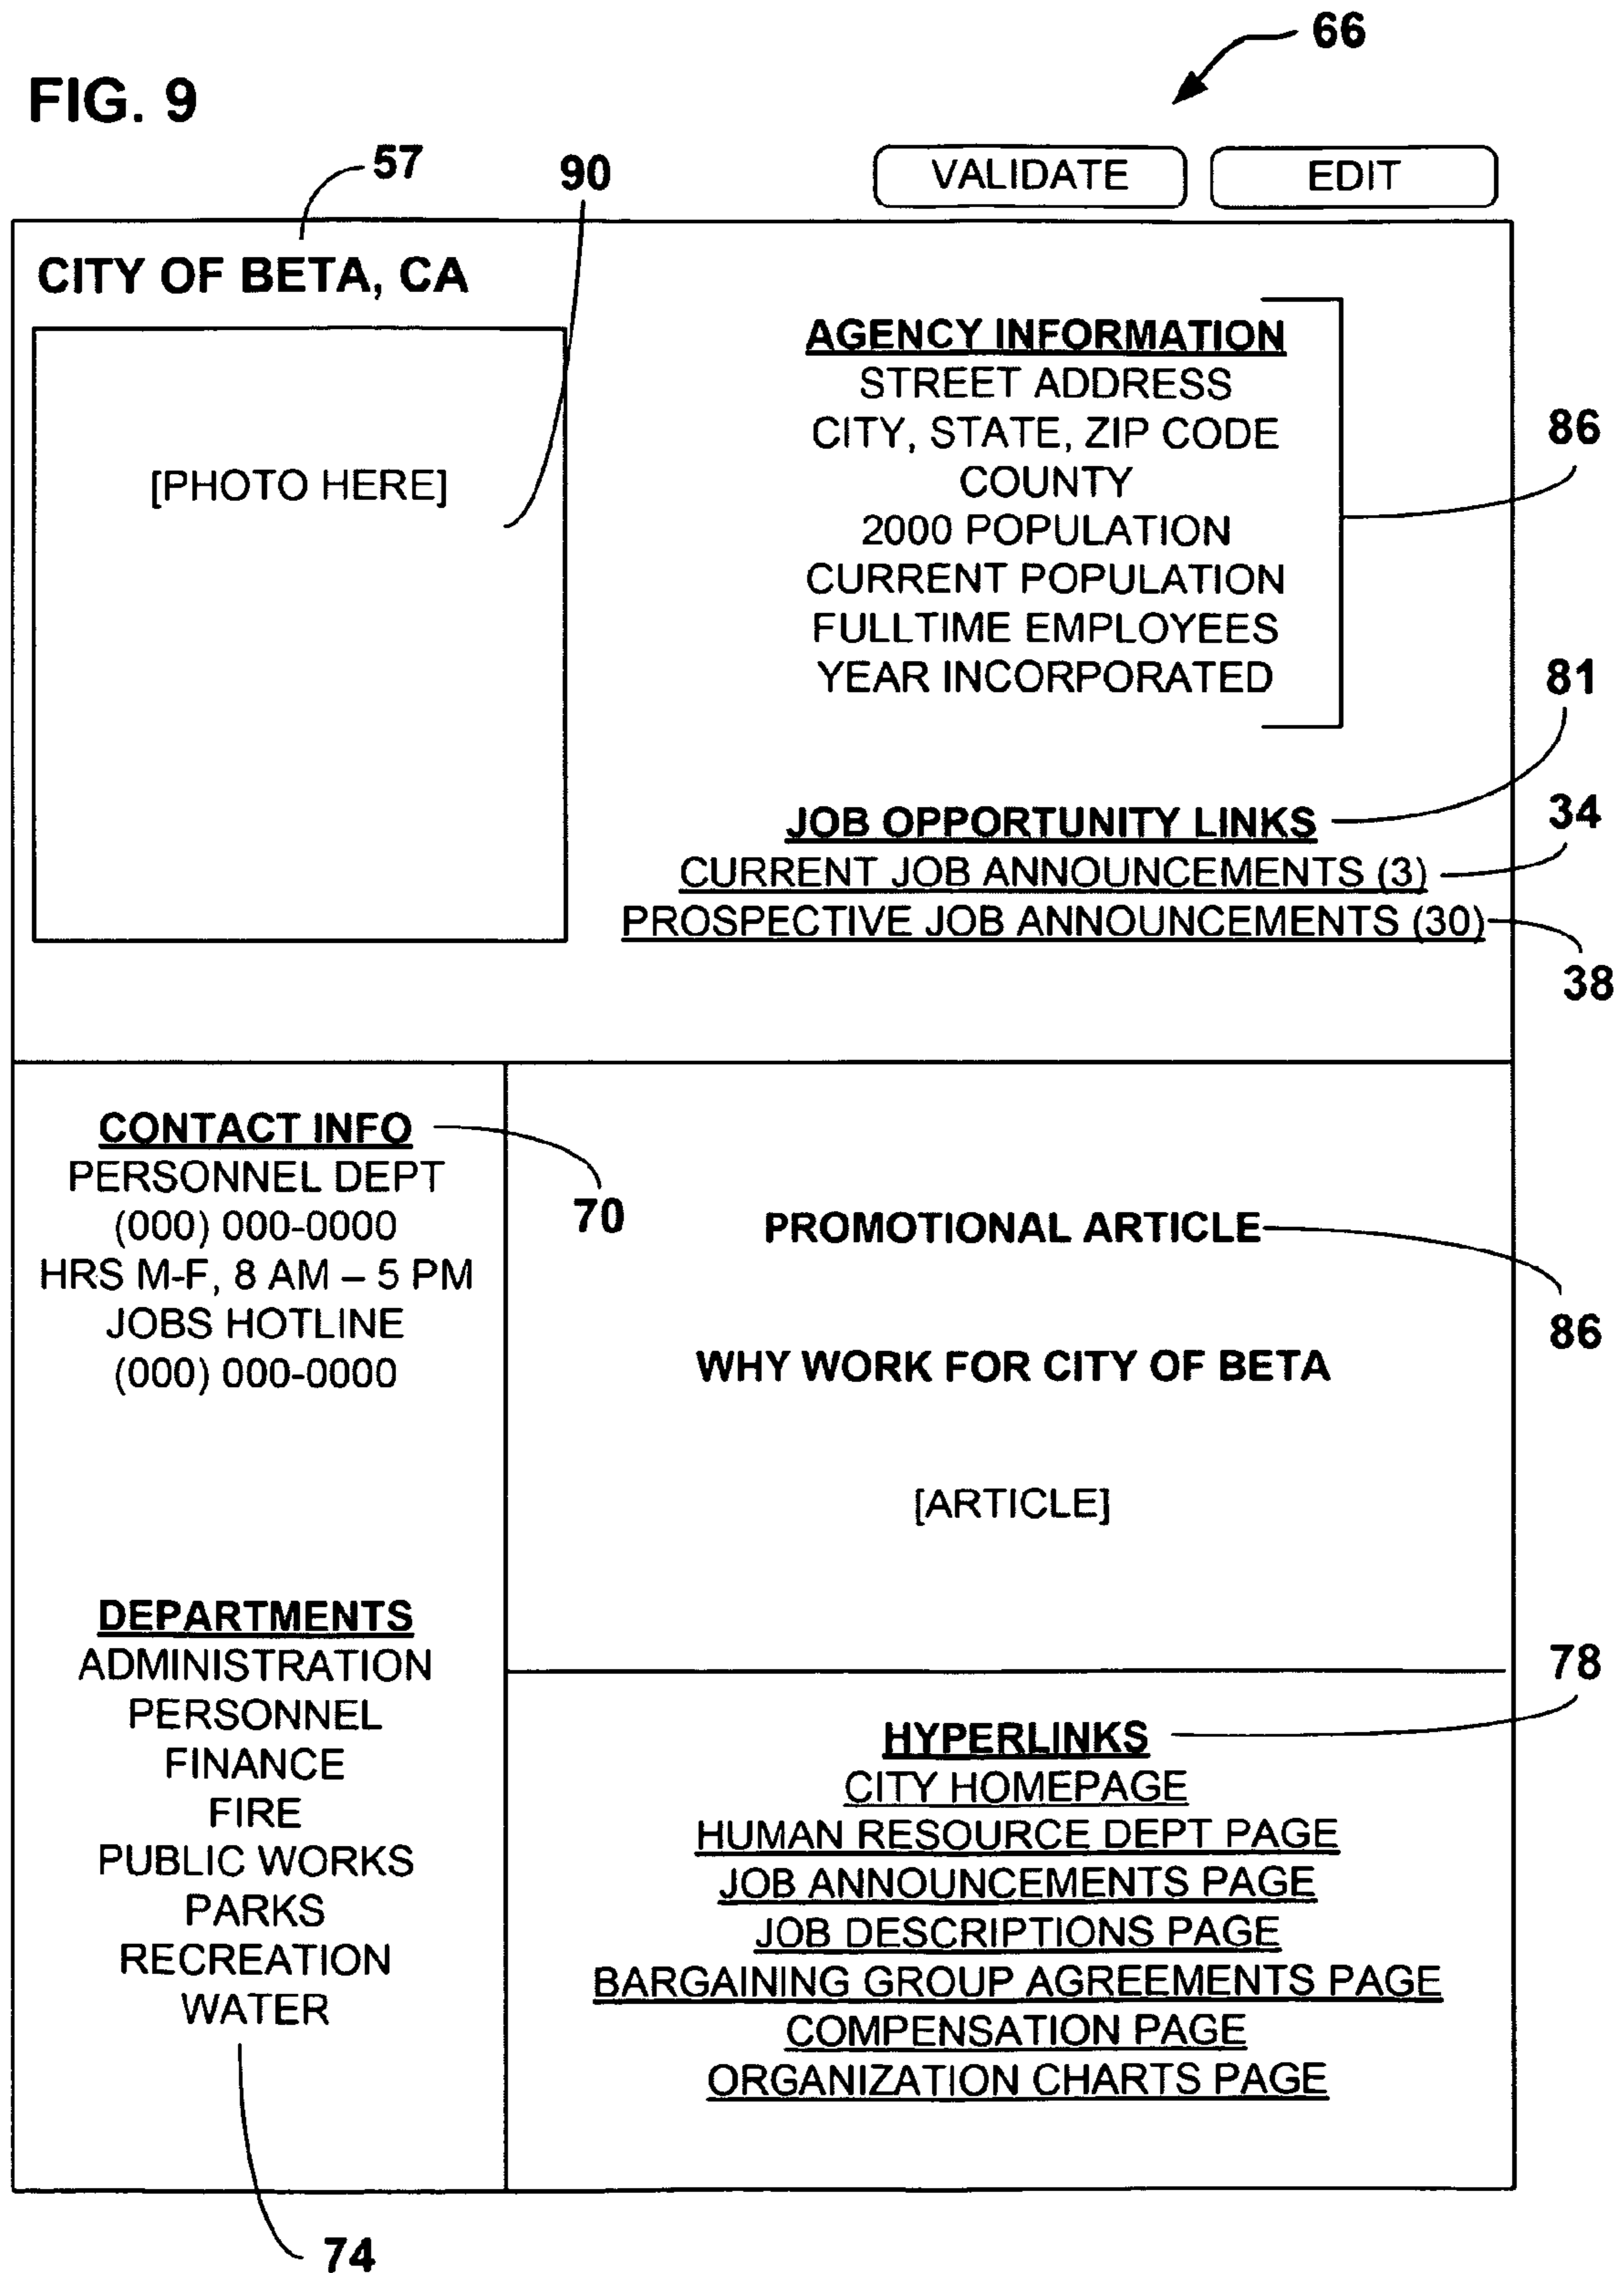 66
FIG. 9
57
90
VALIDATE
EDIT
CITY OF BETA, CA
[PHOTO HERE]
AGENCY INFORMATION
STREET ADDRESS
CITY, STATE, ZIP CODE
COUNTY
2000 POPULATION
CURRENT POPULATION
FULLTIME EMPLOYEES
YEAR INCORPORATED
86
81
JOB OPPORTUNITY LINKS
34
CURRENT JOB ANNOUNCEMENTS (3)
PROSPECTIVE JOB ANNOUNCEMENTS (30)
38
CONTACT INFO
PERSONNEL DEPT
(000) 000-0000
HRS M-F, 8 AM – 5 PM
JOBS HOTLINE
(000) 000-0000
70
PROMOTIONAL ARTICLE
86
WHY WORK FOR CITY OF BETA
[ARTICLE]
DEPARTMENTS
ADMINISTRATION
PERSONNEL
FINANCE
FIRE
PUBLIC WORKS
PARKS
RECREATION
WATER
74
78
HYPERLINKS
CITY HOMEPAGE
HUMAN RESOURCE DEPT PAGE
JOB ANNOUNCEMENTS PAGE
JOB DESCRIPTIONS PAGE
BARGAINING GROUP AGREEMENTS PAGE
COMPENSATION PAGE
ORGANIZATION CHARTS PAGE